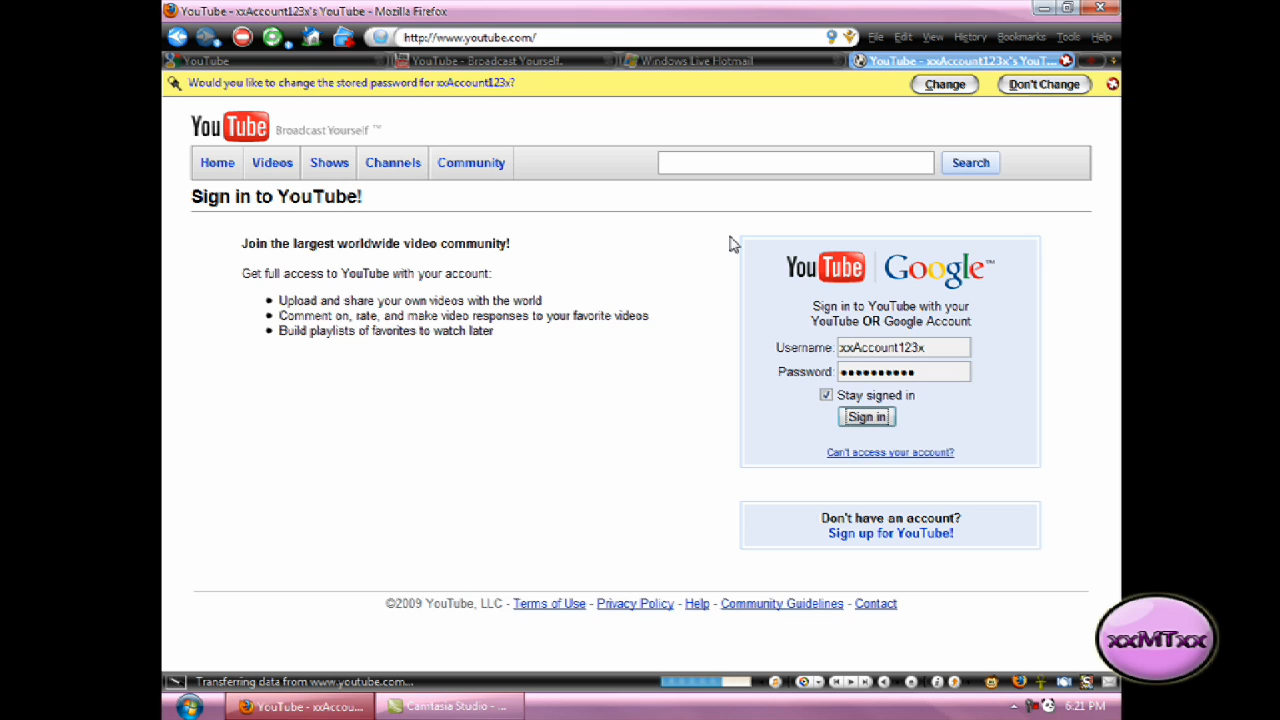 YouTube - xxAccount123x's YouTube - Mozilla Firefox
http://www.youtube.com/
File Edit View History Bookmarks Tools Help
YouTube
YouTube - Broadcast Yourself.
Windows Live Hotmail
YouTube - xxAccount123x's YouT...
Would you like to change the stored password for xxAccount123x?
Change
Don't Change
YouTube Broadcast Yourself ™
Home Videos Shows Channels Community
Search
Sign in to YouTube!
Join the largest worldwide video community!
Get full access to YouTube with your account:
• Upload and share your own videos with the world
• Comment on, rate, and make video responses to your favorite videos
• Build playlists of favorites to watch later
YouTube Google™
Sign in to YouTube with your
YouTube OR Google Account
Username: xxAccount123x
Password: ••••••••••
Stay signed in
Sign in
Can't access your account?
Don't have an account?
Sign up for YouTube!
©2009 YouTube, LLC - Terms of Use - Privacy Policy - Help - Community Guidelines - Contact
xxMTxx
Transferring data from www.youtube.com...
YouTube - xxAccou...
Camtasia Studio - ...
6:21 PM